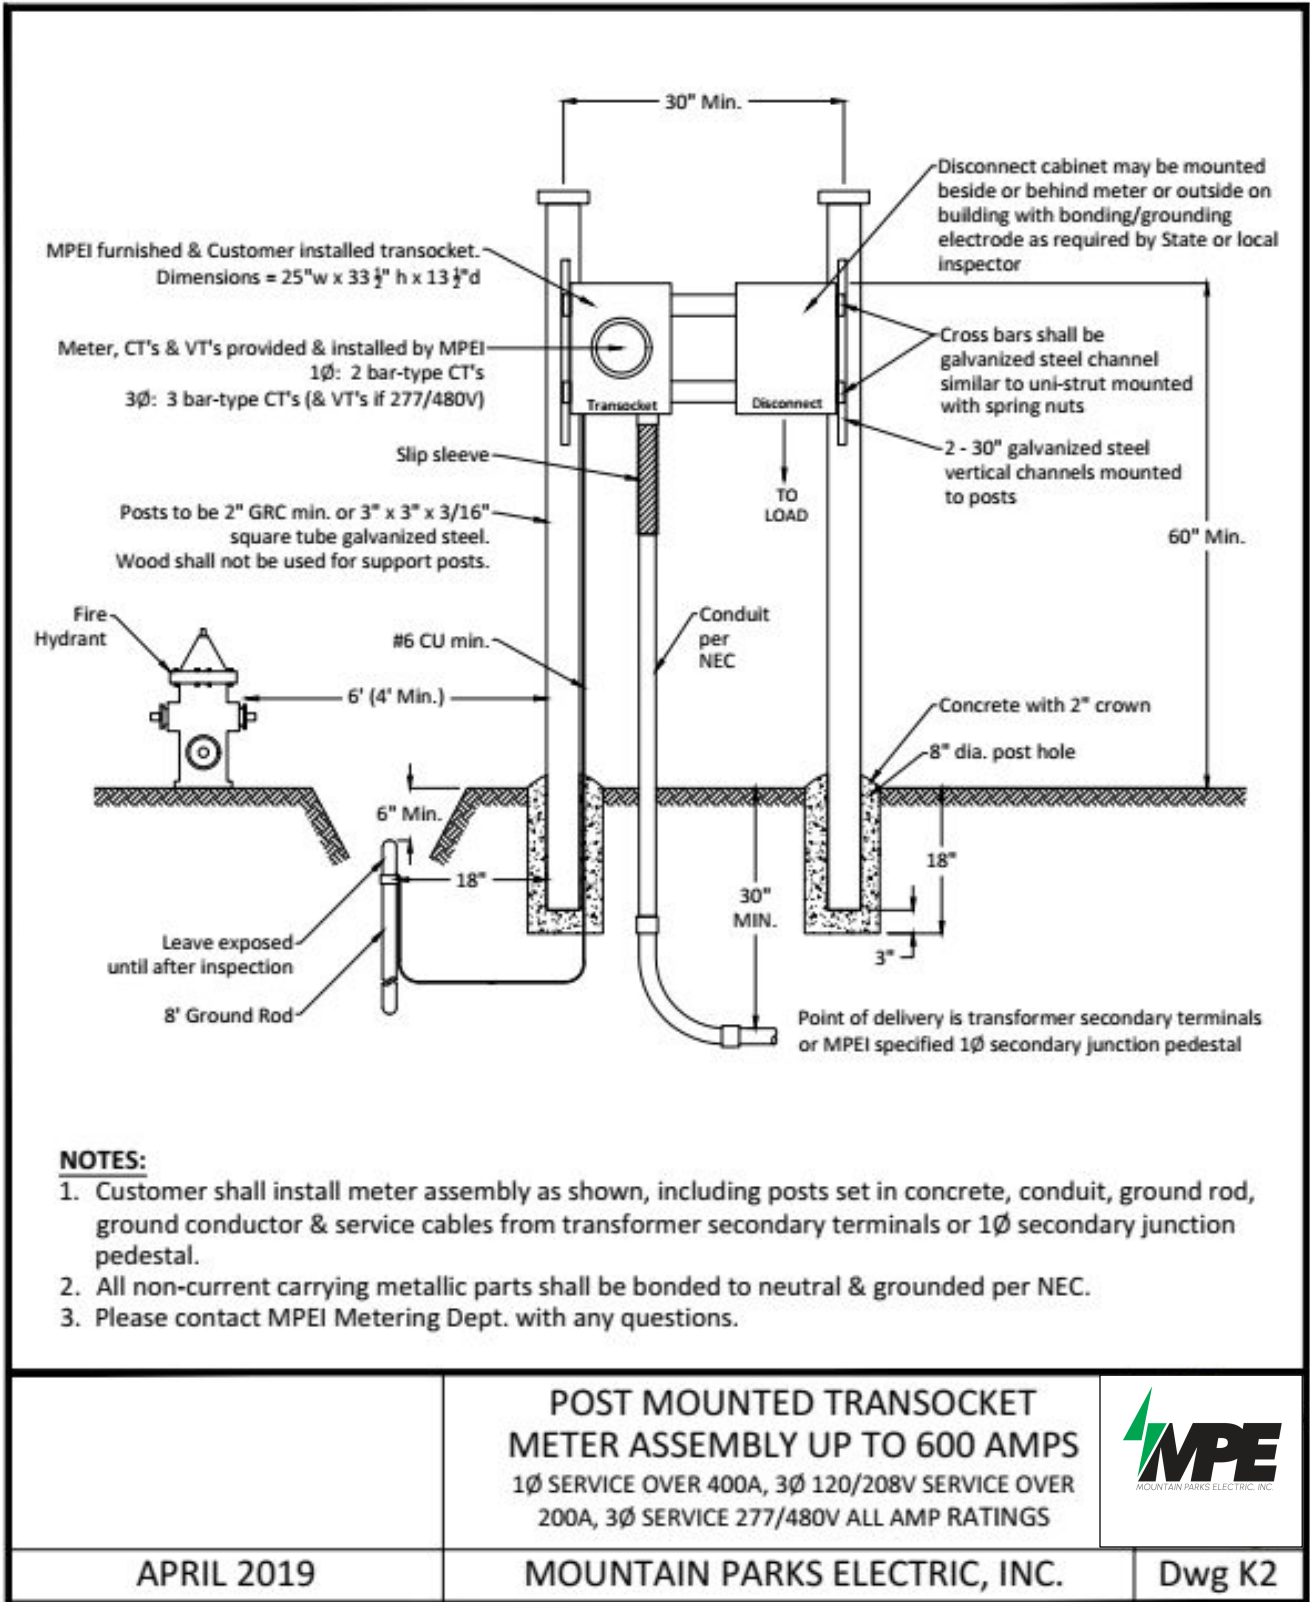 30" Min.
Disconnect cabinet may be mounted
beside or behind meter or outside on
building with bonding/grounding
electrode as required by State or local
inspector
MPEI furnished & Customer installed transocket.
Dimensions = 25"w x 33 ½" h x 13 ½"d
Meter, CT's & VT's provided & installed by MPEI
1Ø: 2 bar-type CT's
3Ø: 3 bar-type CT's (& VT's if 277/480V)
Cross bars shall be
galvanized steel channel
similar to uni-strut mounted
with spring nuts
Transocket
Disconnect
Slip sleeve
2 - 30" galvanized steel
vertical channels mounted
to posts
TO
LOAD
Posts to be 2" GRC min. or 3" x 3" x 3/16"
square tube galvanized steel.
Wood shall not be used for support posts.
60" Min.
Fire
Hydrant
#6 CU min.
Conduit
per
NEC
6' (4' Min.)
Concrete with 2" crown
8" dia. post hole
6" Min.
18"
18"
30"
MIN.
3"
Leave exposed
until after inspection
8' Ground Rod
Point of delivery is transformer secondary terminals
or MPEI specified 1Ø secondary junction pedestal
NOTES:
1. Customer shall install meter assembly as shown, including posts set in concrete, conduit, ground rod,
ground conductor & service cables from transformer secondary terminals or 1Ø secondary junction
pedestal.
2. All non-current carrying metallic parts shall be bonded to neutral & grounded per NEC.
3. Please contact MPEI Metering Dept. with any questions.
POST MOUNTED TRANSOCKET
METER ASSEMBLY UP TO 600 AMPS
1Ø SERVICE OVER 400A, 3Ø 120/208V SERVICE OVER
200A, 3Ø SERVICE 277/480V ALL AMP RATINGS
MPE
MOUNTAIN PARKS ELECTRIC, INC.
APRIL 2019
MOUNTAIN PARKS ELECTRIC, INC.
Dwg K2